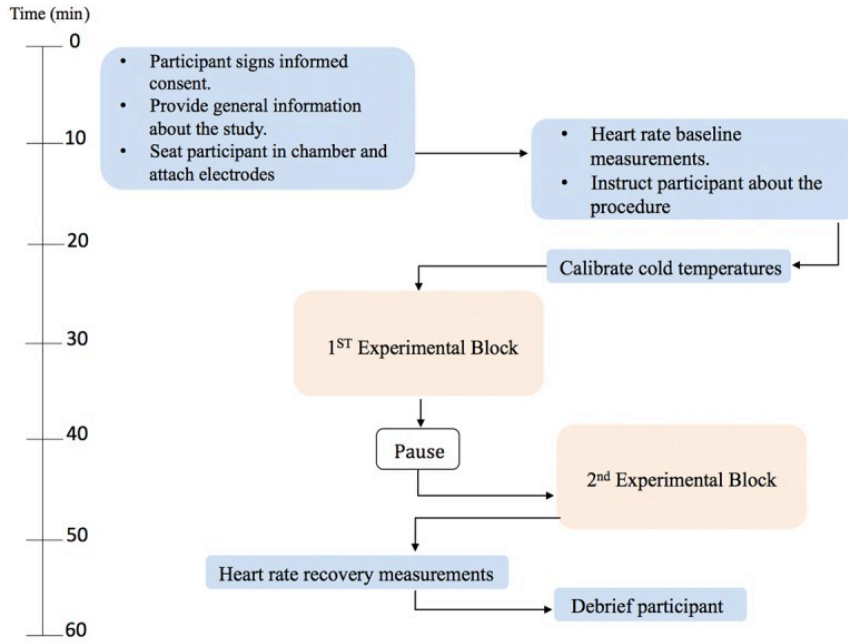 Time (min)
0
• Participant signs informed
consent.
• Provide general information
about the study.
• Seat participant in chamber and
attach electrodes
10
• Heart rate baseline
measurements.
• Instruct participant about the
procedure
20
Calibrate cold temperatures
30
1ST Experimental Block
40
Pause
2nd Experimental Block
50
Heart rate recovery measurements
Debrief participant
60